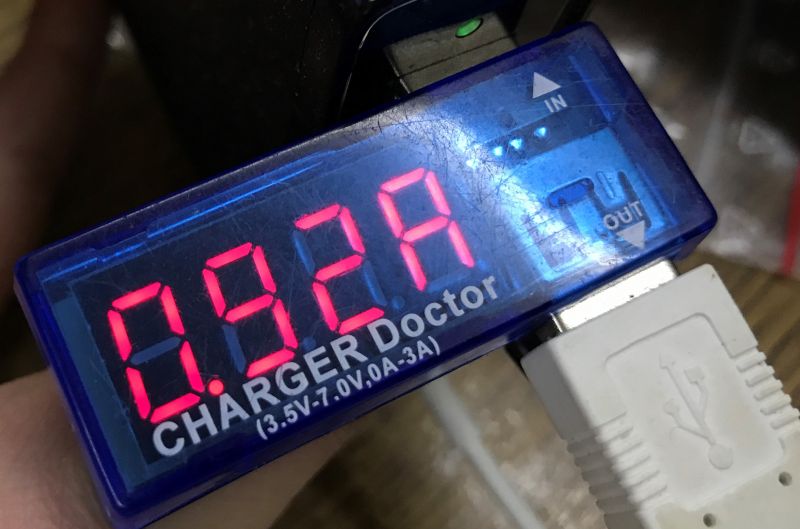 IN
OUT
0.92A
CHARGER Doctor
(3.5V-7.0V,0A-3A)